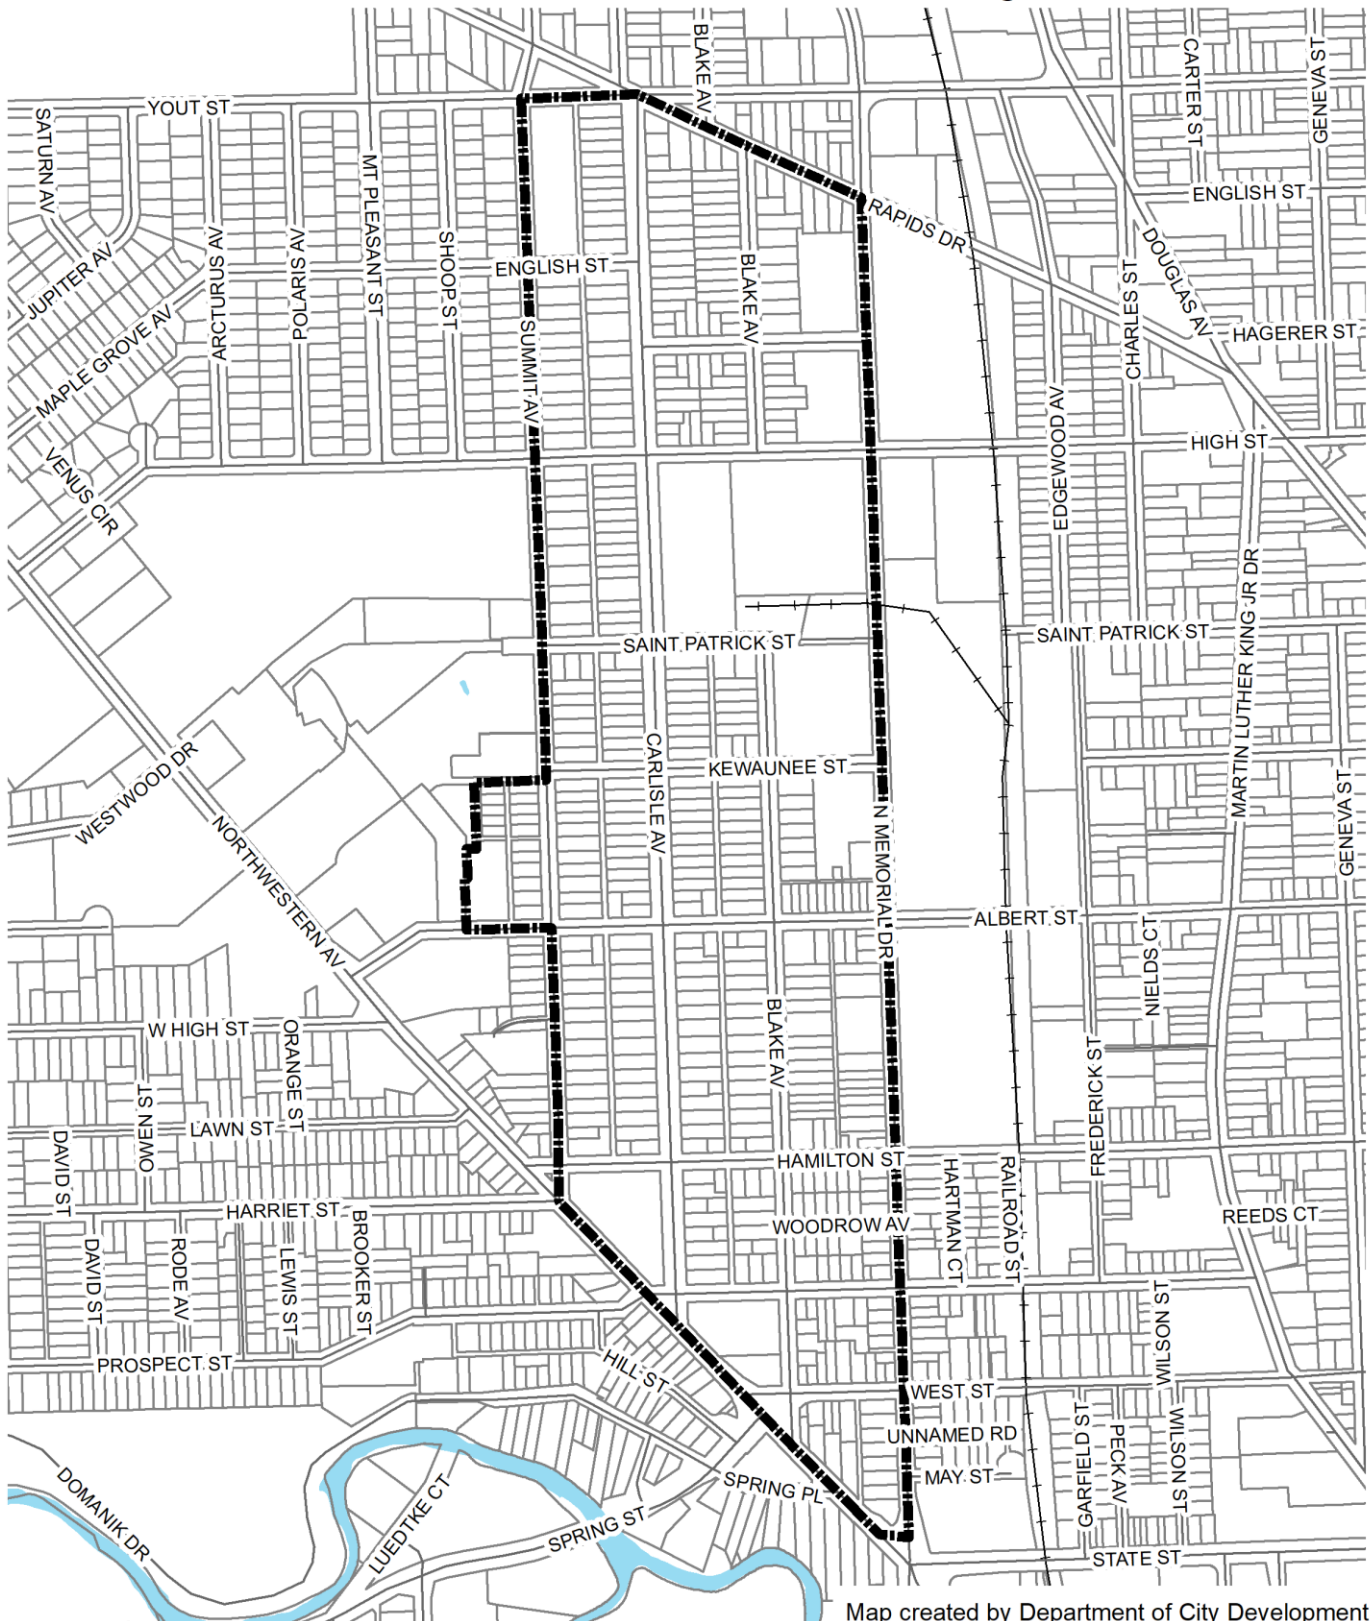 BLAKE AV
CARTER ST
GENEVA ST
YOUT ST
SATURN AV
MT PLEASANT ST
ENGLISH ST
RAPIDS DR
JUPITER AV
ARCTURUS AV
POLARIS AV
SHOOP ST
ENGLISH ST
BLAKE AV
DOUGLAS AV
CHARLES ST
HAGERER ST
MAPLE GROVE AV
SUMMIT AV
EDGEWOOD AV
HIGH ST
VENUS CIR
MARTIN LUTHER KING JR DR
SAINT PATRICK ST
SAINT PATRICK ST
WESTWOOD DR
CARLISLE AV
KEWAUNEE ST
GENEVA ST
NORTHWESTERN AV
N MEMORIAL DR
ALBERT ST
NIELDS CT
W HIGH ST
ORANGE ST
BLAKE AV
FREDERICK ST
OWEN ST
LAWN ST
DAVID ST
HAMILTON ST
HARTMAN CT
RAILROAD ST
HARRIET ST
WOODROW AV
REEDS CT
DAVID ST
RODE AV
LEWIS ST
BROOKER ST
WILSON ST
PROSPECT ST
HILL ST
WEST ST
UNNAMED RD
GARFIELD ST
PECK AV
WILSON ST
MAY ST
SPRING PL
DOMANIK DR
LUEDTKE CT
SPRING ST
STATE ST
Map created by Department of City Development